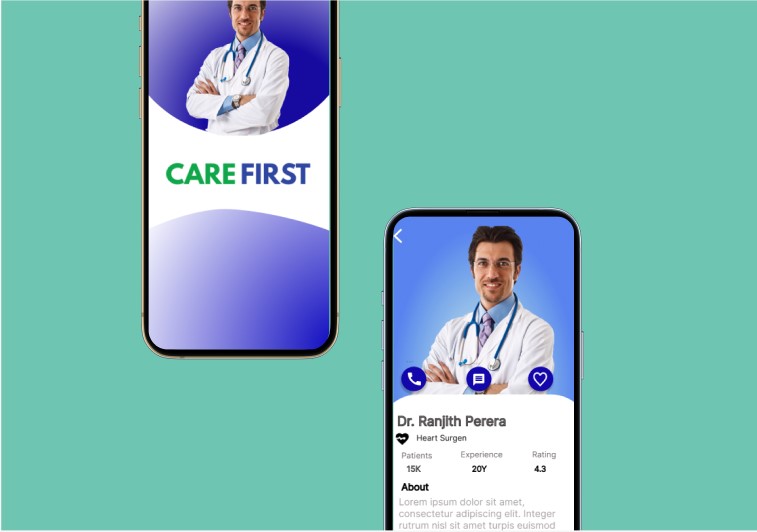 CARE FIRST
Dr. Ranjith Perera
Heart Surgen
Patients Experience Rating
15K 20Y 4.3
About
Lorem ipsum dolor sit amet,
consectetur adipiscing elit. Integer
rutrum nisl sit amet turpis euismod